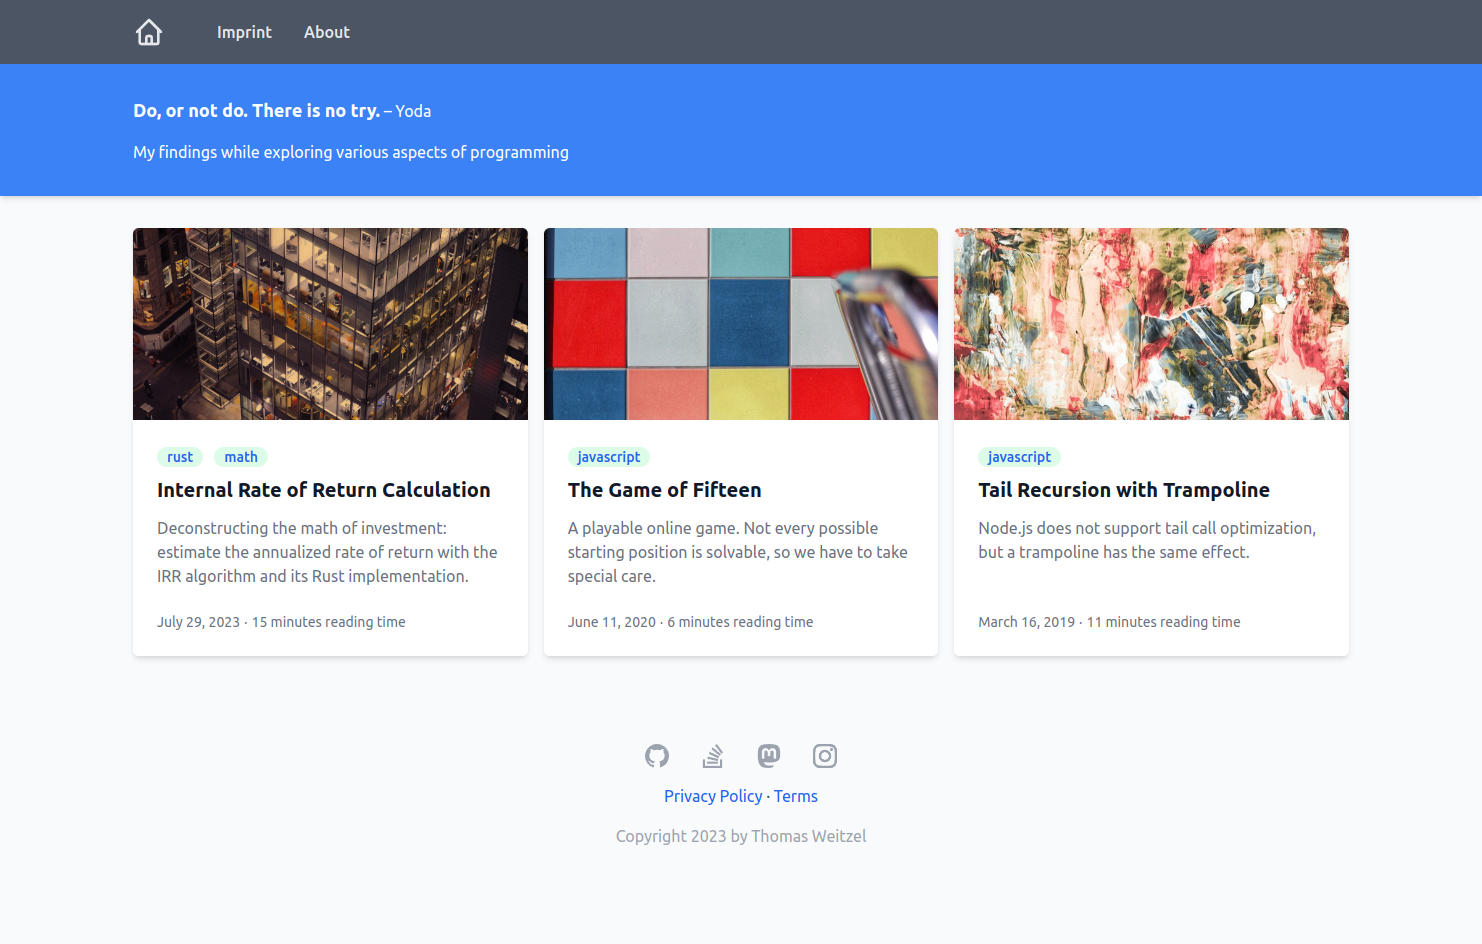 Imprint About
Do, or not do. There is no try. – Yoda
My findings while exploring various aspects of programming
rust math
Internal Rate of Return Calculation
Deconstructing the math of investment:
estimate the annualized rate of return with the
IRR algorithm and its Rust implementation.
July 29, 2023 · 15 minutes reading time
javascript
The Game of Fifteen
A playable online game. Not every possible
starting position is solvable, so we have to take
special care.
June 11, 2020 · 6 minutes reading time
javascript
Tail Recursion with Trampoline
Node.js does not support tail call optimization,
but a trampoline has the same effect.
March 16, 2019 · 11 minutes reading time
Privacy Policy · Terms
Copyright 2023 by Thomas Weitzel